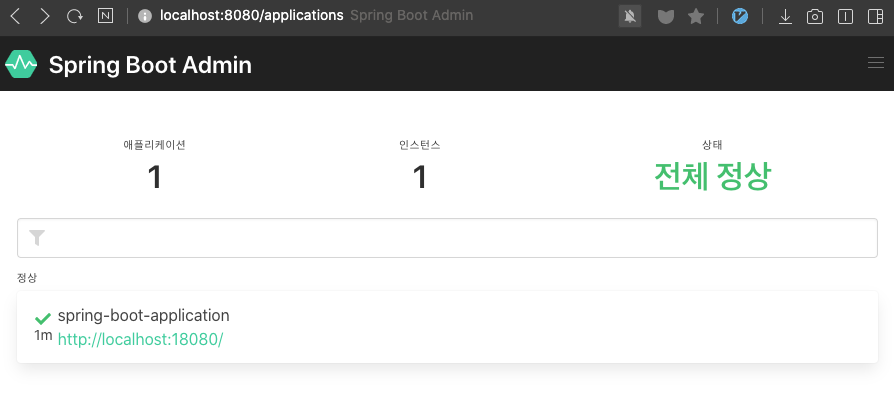 localhost:8080/applications Spring Boot Admin
Spring Boot Admin
애플리케이션 인스턴스 상태
1 1 전체 정상
정상
spring-boot-application
1m http://localhost:18080/